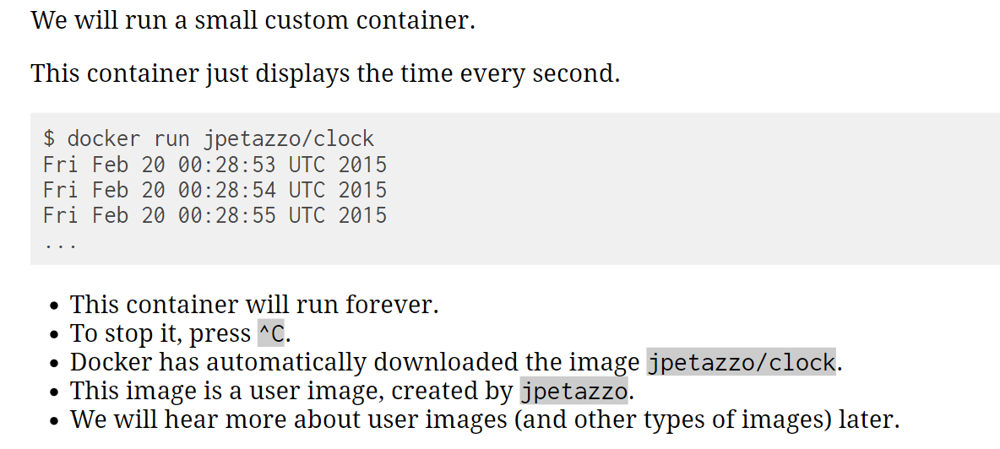 We will run a small custom container.
This container just displays the time every second.
$ docker run jpetazzo/clock
Fri Feb 20 00:28:53 UTC 2015
Fri Feb 20 00:28:54 UTC 2015
Fri Feb 20 00:28:55 UTC 2015
...
• This container will run forever.
• To stop it, press ^C.
• Docker has automatically downloaded the image jpetazzo/clock.
• This image is a user image, created by jpetazzo.
• We will hear more about user images (and other types of images) later.